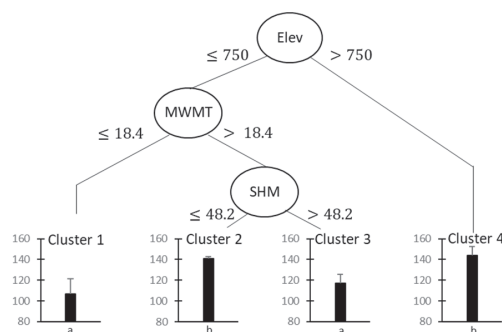 Elev
≤ 750 > 750
MWMT
≤ 18.4 > 18.4
SHM
≤ 48.2 > 48.2
Cluster 1 Cluster 2 Cluster 3 Cluster 4
160 160 160 160
140 140 140 140
120 120 120 120
100 100 100 100
80 80 80 80
a b a b